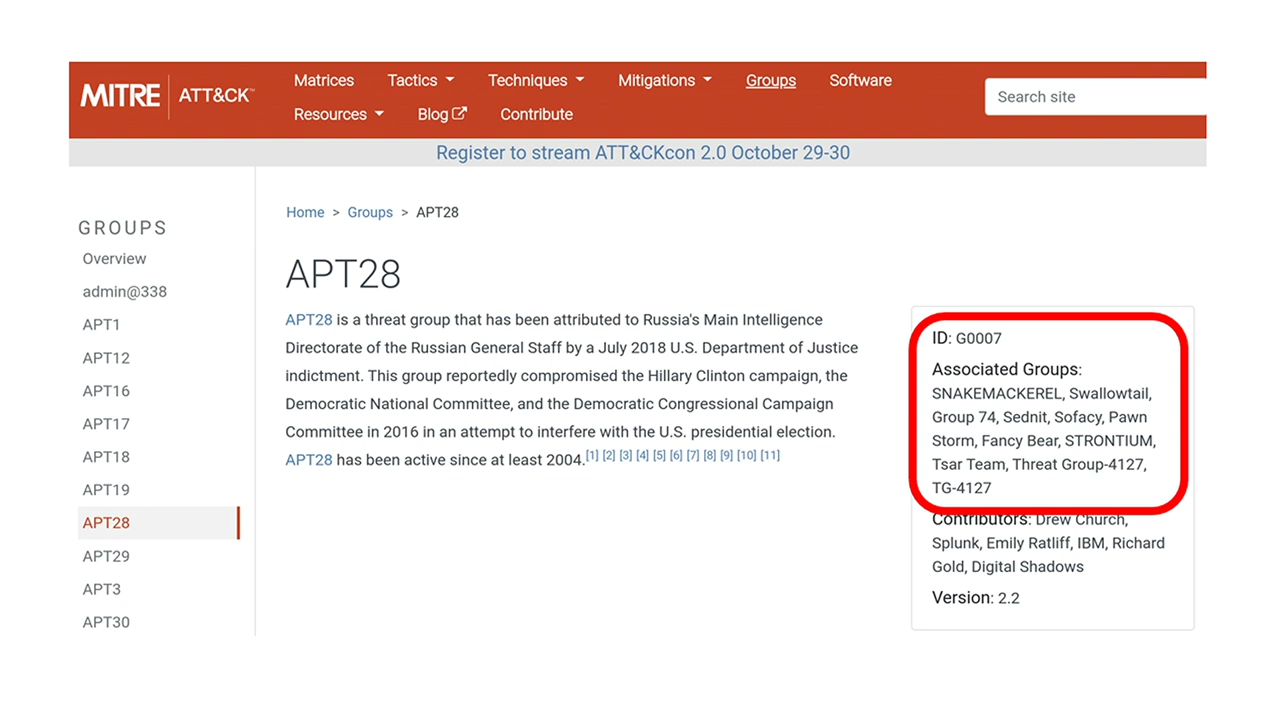 MITRE | ATT&CK™
Matrices Tactics Techniques Mitigations Groups Software
Resources Blog Contribute
Search site
Register to stream ATT&CKcon 2.0 October 29-30
GROUPS
Overview
admin@338
APT1
APT12
APT16
APT17
APT18
APT19
APT28
APT29
APT3
APT30
Home > Groups > APT28
APT28
APT28 is a threat group that has been attributed to Russia's Main Intelligence
Directorate of the Russian General Staff by a July 2018 U.S. Department of Justice
indictment. This group reportedly compromised the Hillary Clinton campaign, the
Democratic National Committee, and the Democratic Congressional Campaign
Committee in 2016 in an attempt to interfere with the U.S. presidential election.
APT28 has been active since at least 2004.[1] [2] [3] [4] [5] [6] [7] [8] [9] [10] [11]
ID: G0007
Associated Groups:
SNAKEMACKEREL, Swallowtail,
Group 74, Sednit, Sofacy, Pawn
Storm, Fancy Bear, STRONTIUM,
Tsar Team, Threat Group-4127,
TG-4127
Contributors: Drew Church,
Splunk, Emily Ratliff, IBM, Richard
Gold, Digital Shadows
Version: 2.2